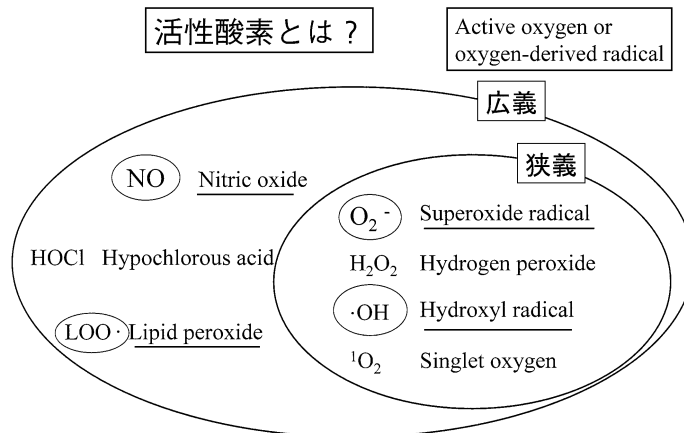 活性酸素とは？
Active oxygen or
oxygen-derived radical
広義
狭義
NO Nitric oxide
HOCl Hypochlorous acid
LOO· Lipid peroxide
O₂⁻ Superoxide radical
H₂O₂ Hydrogen peroxide
·OH Hydroxyl radical
¹O₂ Singlet oxygen